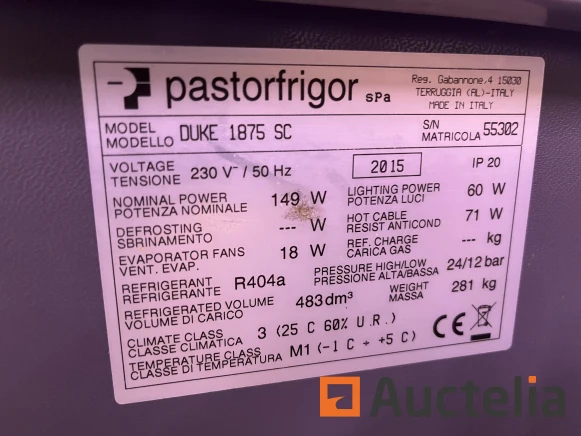 pastorfrigor spa
Reg. Gabannone,4 15030
TERRUGGIA (AL)-ITALY
MADE IN ITALY
MODEL
MODELLO DUKE 1875 SC
S/N
MATRICOLA 55302
VOLTAGE
TENSIONE 230 V~ / 50 Hz
2015
IP 20
NOMINAL POWER
POTENZA NOMINALE 149 W
LIGHTING POWER
POTENZA LUCI 60 W
DEFROSTING
SBRINAMENTO --- W
HOT CABLE
RESIST ANTICOND 71 W
EVAPORATOR FANS
VENT. EVAP. 18 W
REF. CHARGE
CARICA GAS --- kg
REFRIGERANT
REFRIGERANTE R404a
PRESSURE HIGH/LOW
PRESSIONE ALTA/BASSA 24/12 bar
REFRIGERATED VOLUME
VOLUME DI CARICO 483 dm³
WEIGHT
MASSA 281 kg
CLIMATE CLASS
CLASSE CLIMATICA 3 (25 C 60% U.R.)
TEMPERATURE CLASS
CLASSE DI TEMPERATURA M1 (-1 C ÷ +5 C)
CE
Auctelia